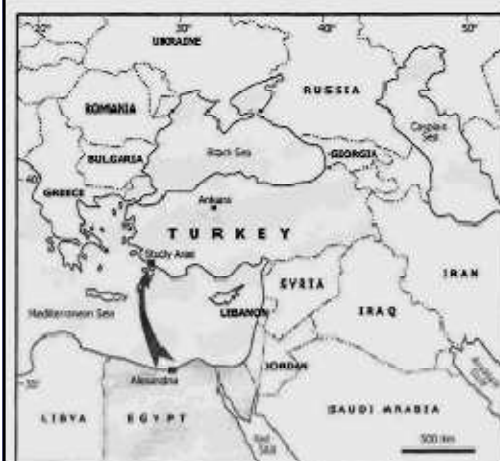 20°
30°
40°
50°
UKRAINE
RUSSIA
ROMANIA
Caspian
Sea
Black Sea
BULGARIA
GEORGIA
40°
GREECE
Ankara
TURKEY
Study Area
SYRIA
IRAN
Mediterranean Sea
LEBANON
IRAQ
JORDAN
30°
Alexandria
LIBYA
EGYPT
SAUDI ARABIA
Red
Sea
500 km